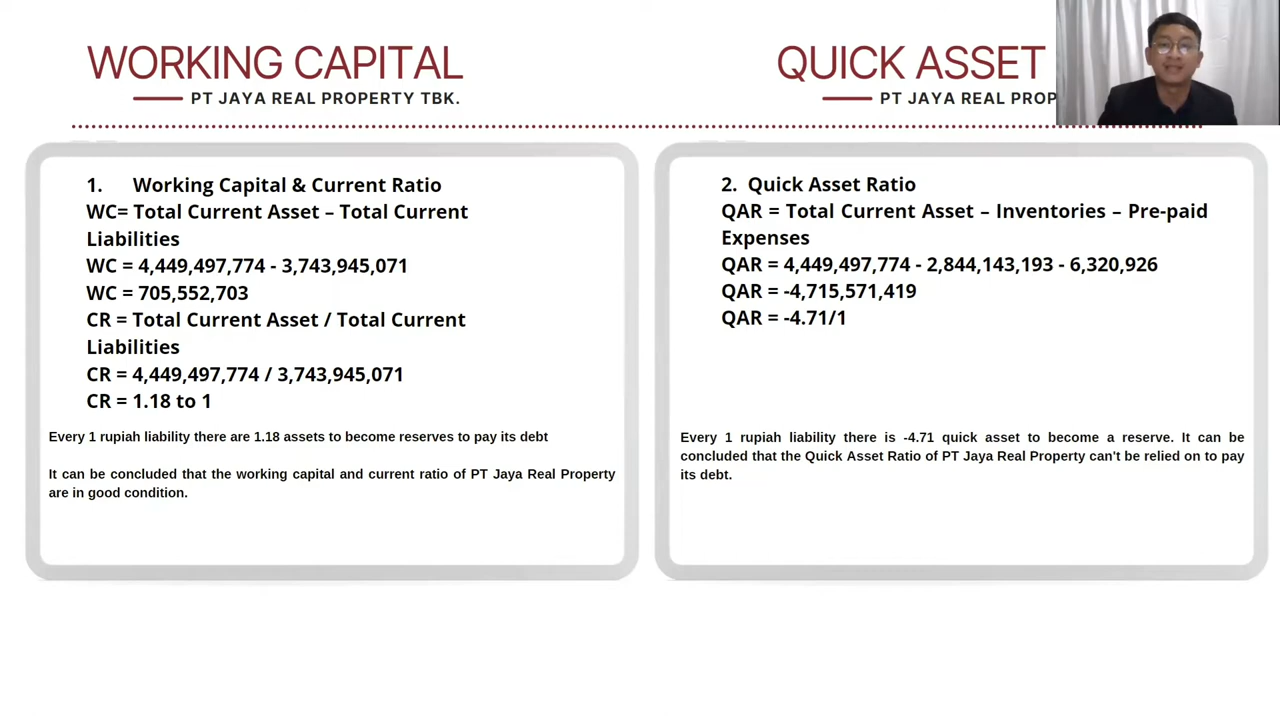 WORKING CAPITAL
PT JAYA REAL PROPERTY TBK.
1. Working Capital & Current Ratio
WC= Total Current Asset – Total Current
Liabilities
WC = 4,449,497,774 - 3,743,945,071
WC = 705,552,703
CR = Total Current Asset / Total Current
Liabilities
CR = 4,449,497,774 / 3,743,945,071
CR = 1.18 to 1
Every 1 rupiah liability there are 1.18 assets to become reserves to pay its debt
It can be concluded that the working capital and current ratio of PT Jaya Real Property
are in good condition.
QUICK ASSET
PT JAYA REAL PROP
2. Quick Asset Ratio
QAR = Total Current Asset – Inventories – Pre-paid
Expenses
QAR = 4,449,497,774 - 2,844,143,193 - 6,320,926
QAR = -4,715,571,419
QAR = -4.71/1
Every 1 rupiah liability there is -4.71 quick asset to become a reserve. It can be
concluded that the Quick Asset Ratio of PT Jaya Real Property can't be relied on to pay
its debt.